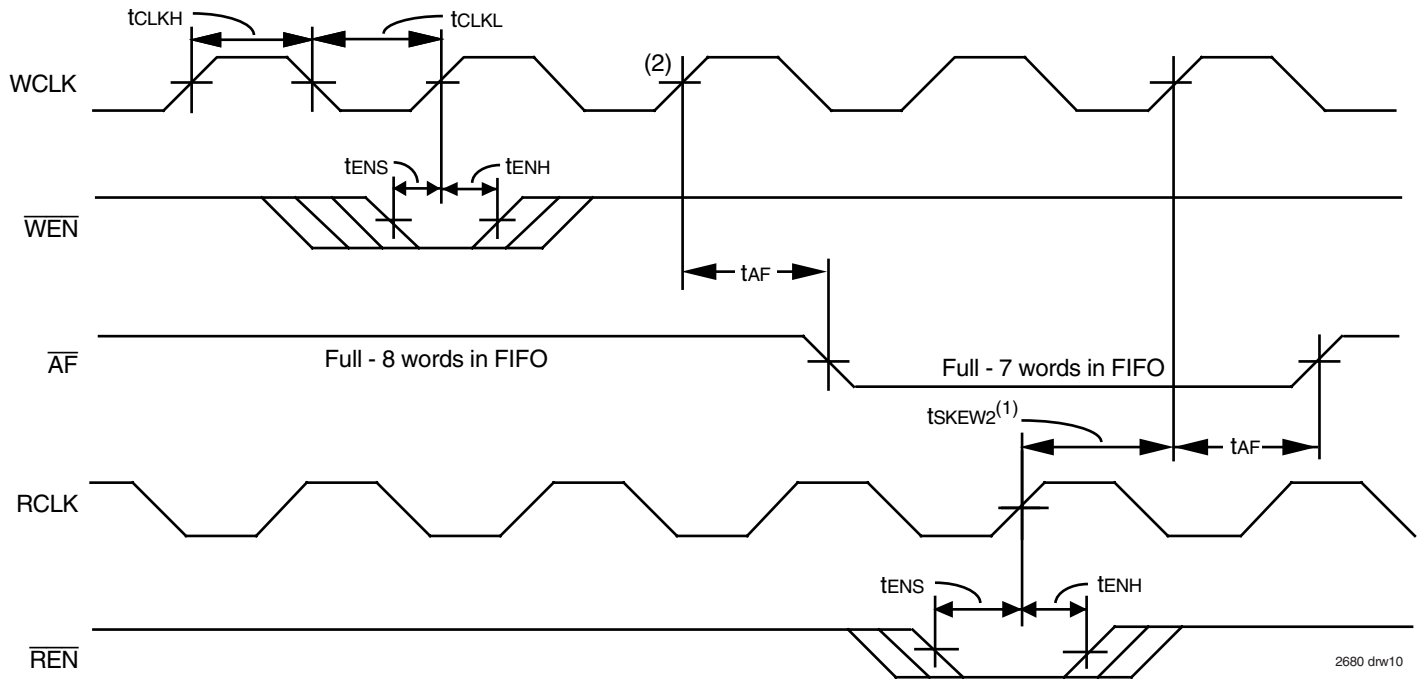 tCLKH
tCLKL
WCLK
(2)
tENS
tENH
WEN
tAF
AF
Full - 8 words in FIFO
Full - 7 words in FIFO
tSKEW2(1)
tAF
RCLK
tENS
tENH
REN
2680 drw10